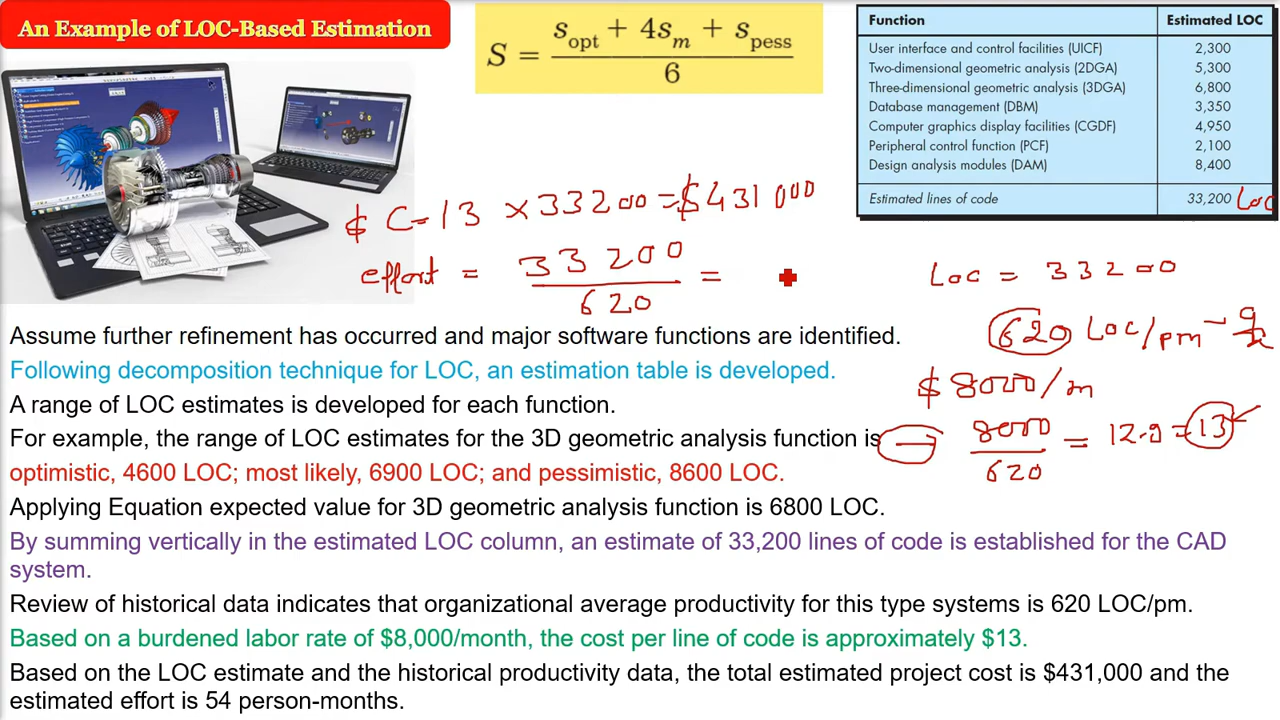 An Example of LOC-Based Estimation
S = (s_opt + 4s_m + s_pess) / 6
Function Estimated LOC
User interface and control facilities (UICF) 2,300
Two-dimensional geometric analysis (2DGA) 5,300
Three-dimensional geometric analysis (3DGA) 6,800
Database management (DBM) 3,350
Computer graphics display facilities (CGDF) 4,950
Peripheral control function (PCF) 2,100
Design analysis modules (DAM) 8,400
Estimated lines of code 33,200 LOC
$ C = 13 × 33200 = $431 000
effort = 33 200 / 620 =
LOC = 33200
620 LOC/pm -
$ 8000/m
8000 / 620 = 12.9 = 13
Assume further refinement has occurred and major software functions are identified.
Following decomposition technique for LOC, an estimation table is developed.
A range of LOC estimates is developed for each function.
For example, the range of LOC estimates for the 3D geometric analysis function is
optimistic, 4600 LOC; most likely, 6900 LOC; and pessimistic, 8600 LOC.
Applying Equation expected value for 3D geometric analysis function is 6800 LOC.
By summing vertically in the estimated LOC column, an estimate of 33,200 lines of code is established for the CAD
system.
Review of historical data indicates that organizational average productivity for this type systems is 620 LOC/pm.
Based on a burdened labor rate of $8,000/month, the cost per line of code is approximately $13.
Based on the LOC estimate and the historical productivity data, the total estimated project cost is $431,000 and the
estimated effort is 54 person-months.